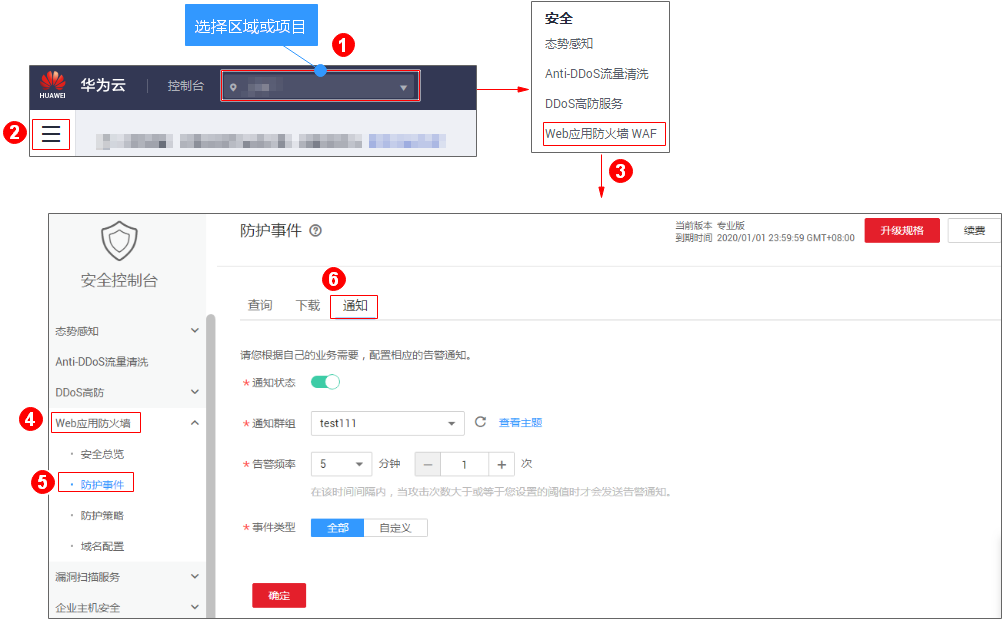 选择区域或项目
1
HUAWEI
华为云
控制台
2
安全
态势感知
Anti-DDoS流量清洗
DDoS高防服务
Web应用防火墙 WAF
3
安全控制台
态势感知
Anti-DDoS流量清洗
DDoS高防
4
Web应用防火墙
· 安全总览
5
· 防护事件
· 防护策略
· 域名配置
漏洞扫描服务
企业主机安全
防护事件 ?
当前版本 专业版
到期时间 2020/01/01 23:59:59 GMT+08:00
升级规格
续费
6
查询 下载 通知
请您根据自己的业务需要，配置相应的告警通知。
* 通知状态
* 通知群组 test111 查看主题
* 告警频率 5 分钟 − 1 + 次
在该时间间隔内，当攻击次数大于或等于您设置的阈值时才会发送告警通知。
* 事件类型 全部 自定义
确定